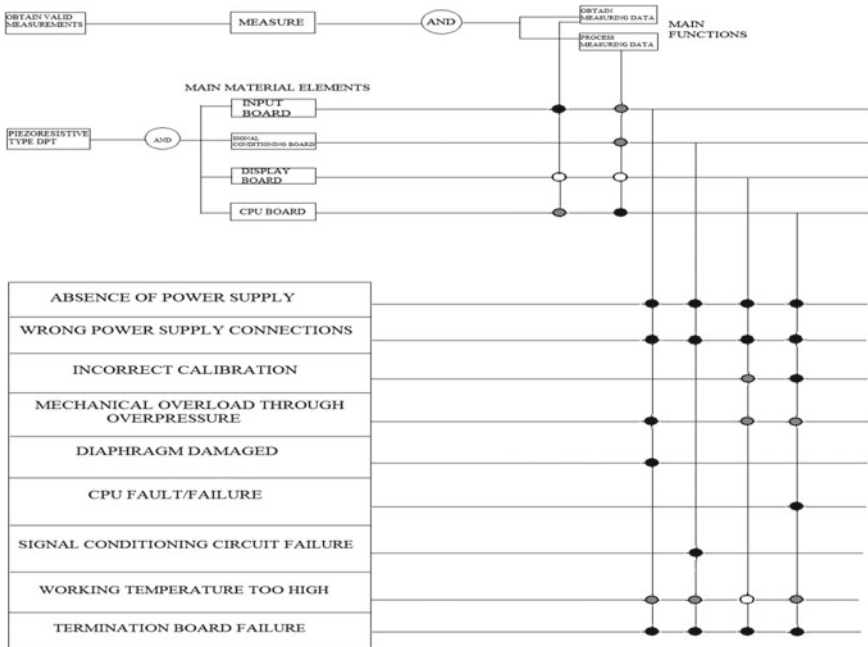 OBTAIN VALID
MEASUREMENTS
MEASURE
AND
OBTAIN
MEASURING DATA
PROCESS
MEASURING DATA
MAIN
FUNCTIONS
MAIN MATERIAL ELEMENTS
INPUT
BOARD
PIEZORESISTIVE
TYPE DPT
AND
SIGNAL
CONDITIONING BOARD
DISPLAY
BOARD
CPU BOARD
ABSENCE OF POWER SUPPLY
WRONG POWER SUPPLY CONNECTIONS
INCORRECT CALIBRATION
MECHANICAL OVERLOAD THROUGH
OVERPRESSURE
DIAPHRAGM DAMAGED
CPU FAULT/FAILURE
SIGNAL CONDITIONING CIRCUIT FAILURE
WORKING TEMPERATURE TOO HIGH
TERMINATION BOARD FAILURE